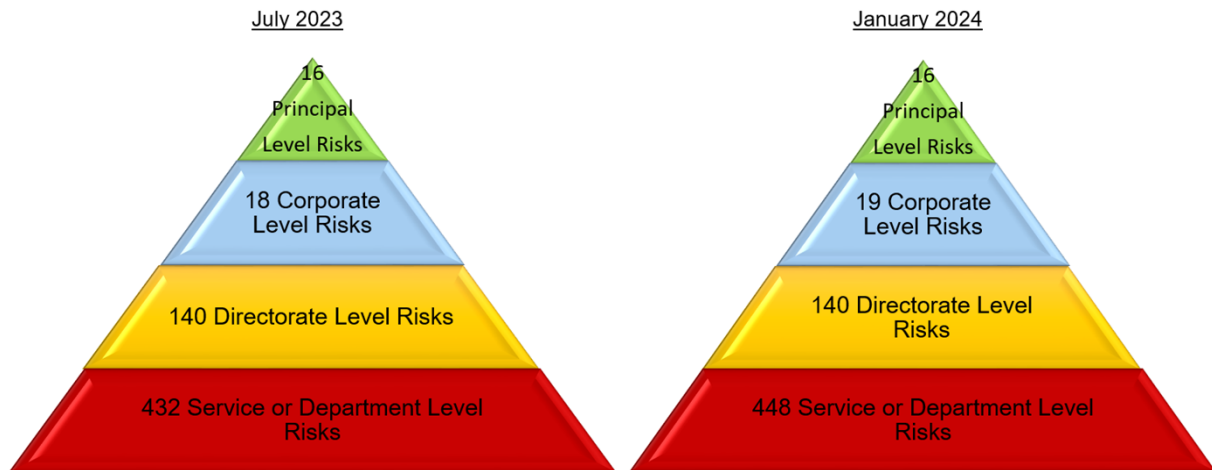 July 2023
16
Principal
Level Risks
18 Corporate
Level Risks
140 Directorate Level Risks
432 Service or Department Level
Risks
January 2024
16
Principal
Level Risks
19 Corporate
Level Risks
140 Directorate Level
Risks
448 Service or Department Level
Risks